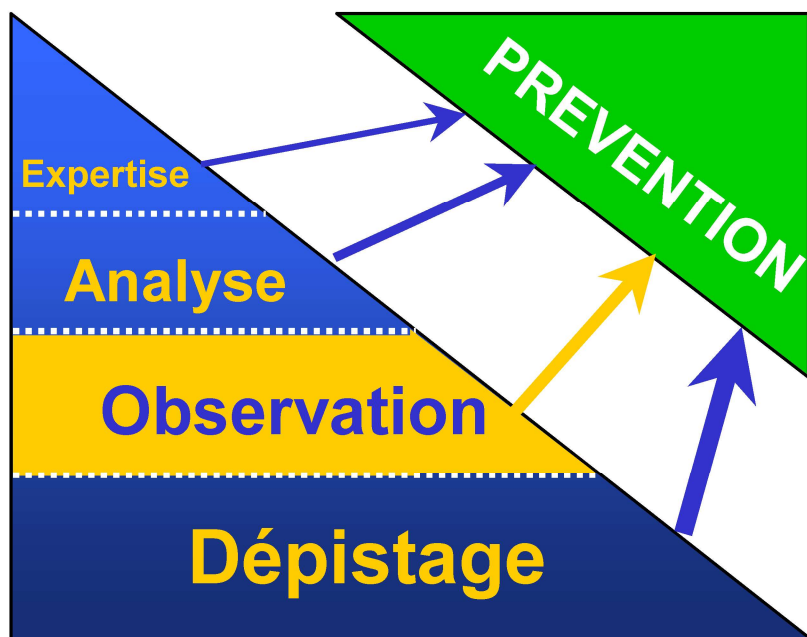 PREVENTION
Expertise
Analyse
Observation
Dépistage